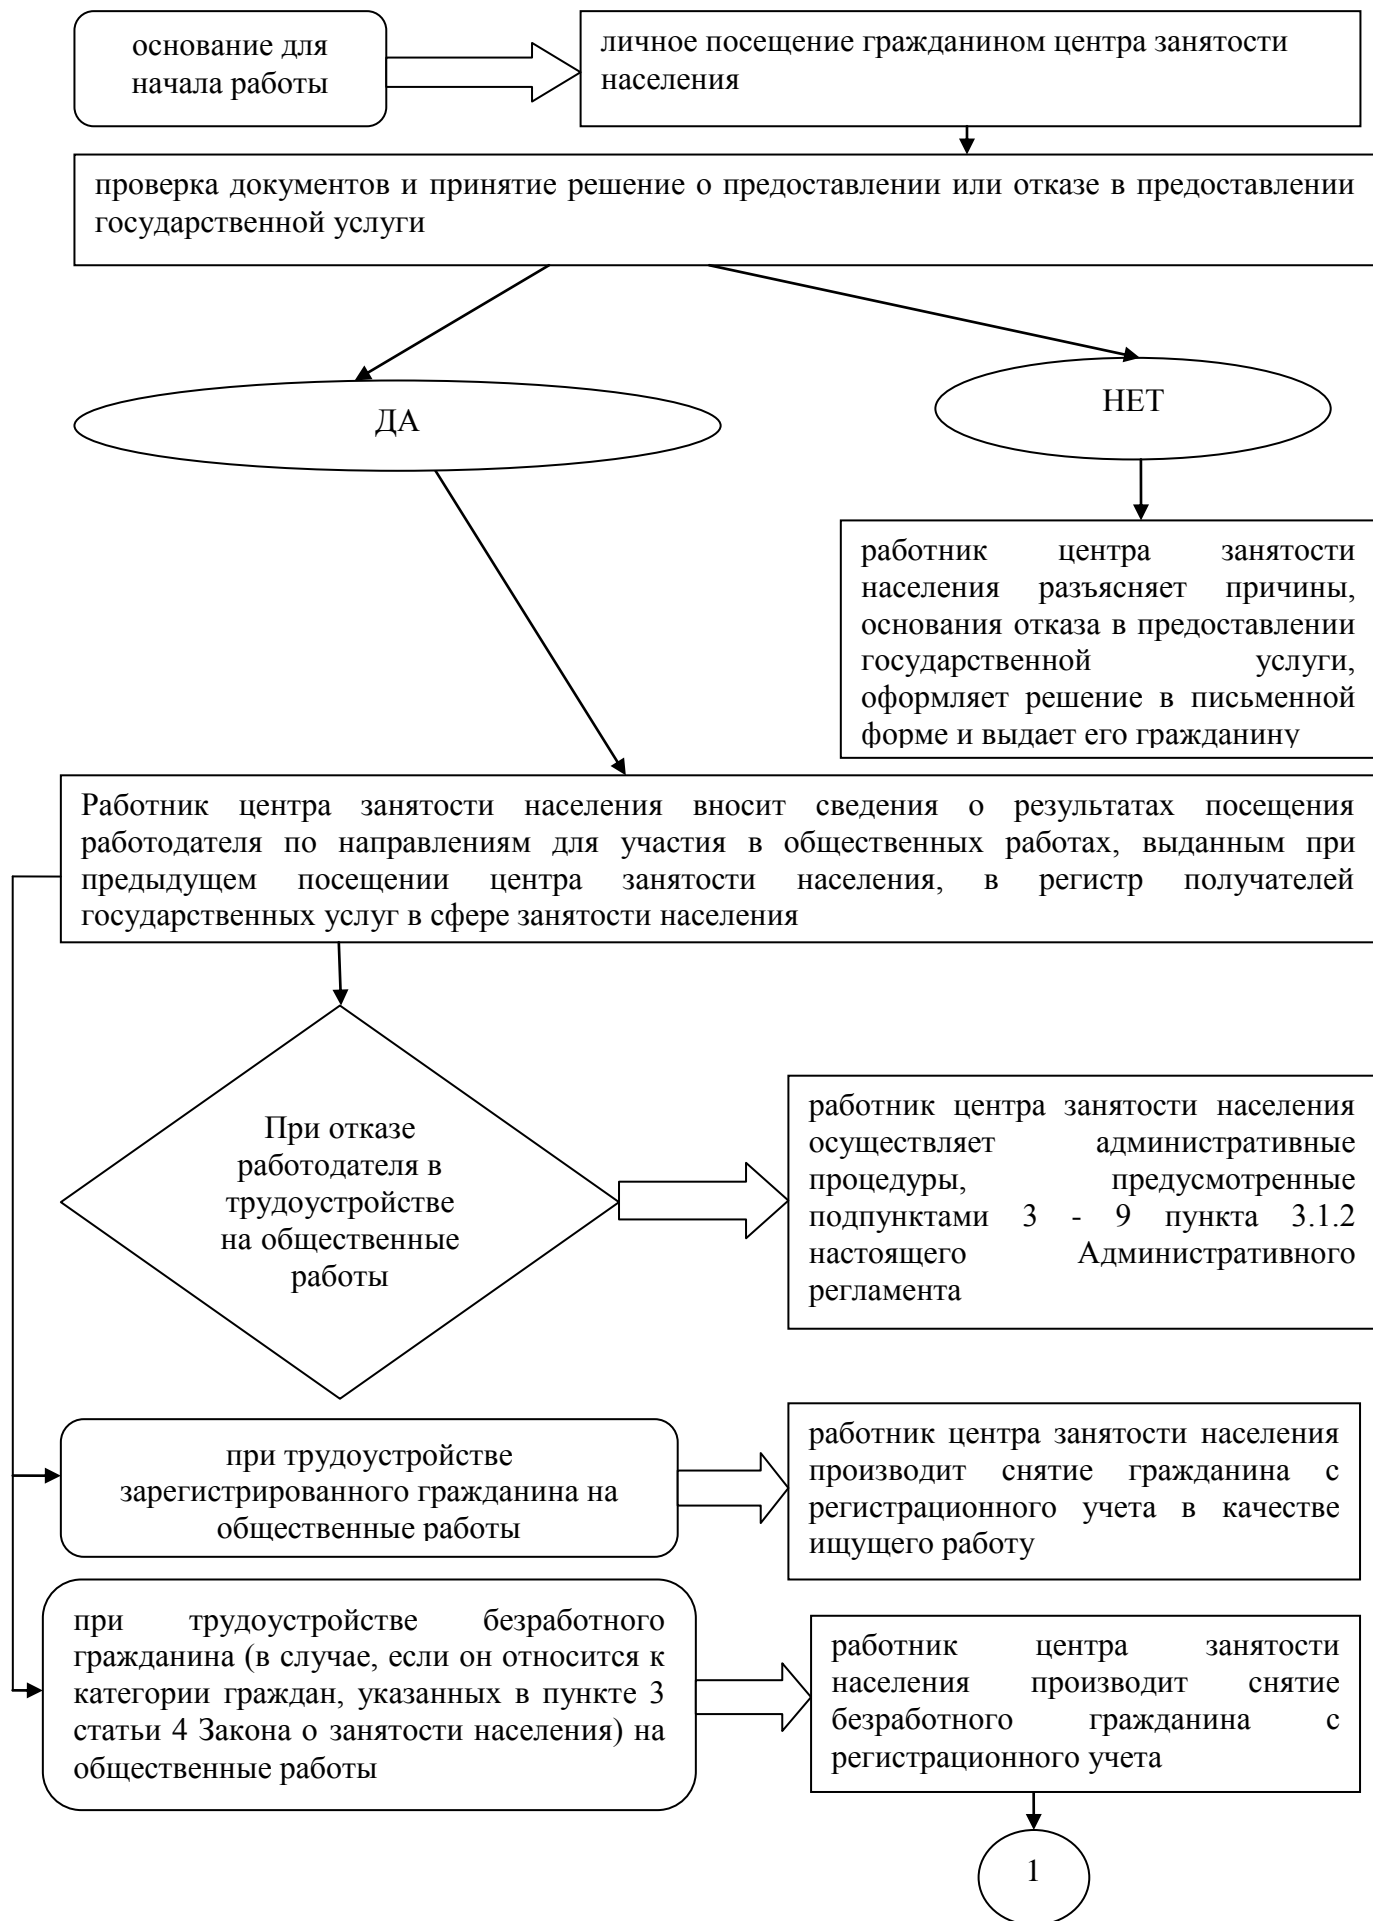 основание для
начала работы
личное посещение гражданином центра занятости
населения
проверка документов и принятие решение о предоставлении или отказе в предоставлении
государственной услуги
ДА
НЕТ
работник центра занятости
населения разъясняет причины,
основания отказа в предоставлении
государственной услуги,
оформляет решение в письменной
форме и выдает его гражданину
Работник центра занятости населения вносит сведения о результатах посещения
работодателя по направлениям для участия в общественных работах, выданным при
предыдущем посещении центра занятости населения, в регистр получателей
государственных услуг в сфере занятости населения
При отказе
работодателя в
трудоустройстве
на общественные
работы
работник центра занятости населения
осуществляет административные
процедуры, предусмотренные
подпунктами 3 - 9 пункта 3.1.2
настоящего Административного
регламента
при трудоустройстве
зарегистрированного гражданина на
общественные работы
работник центра занятости населения
производит снятие гражданина с
регистрационного учета в качестве
ищущего работу
при трудоустройстве безработного
гражданина (в случае, если он относится к
категории граждан, указанных в пункте 3
статьи 4 Закона о занятости населения) на
общественные работы
работник центра занятости
населения производит снятие
безработного гражданина с
регистрационного учета
1